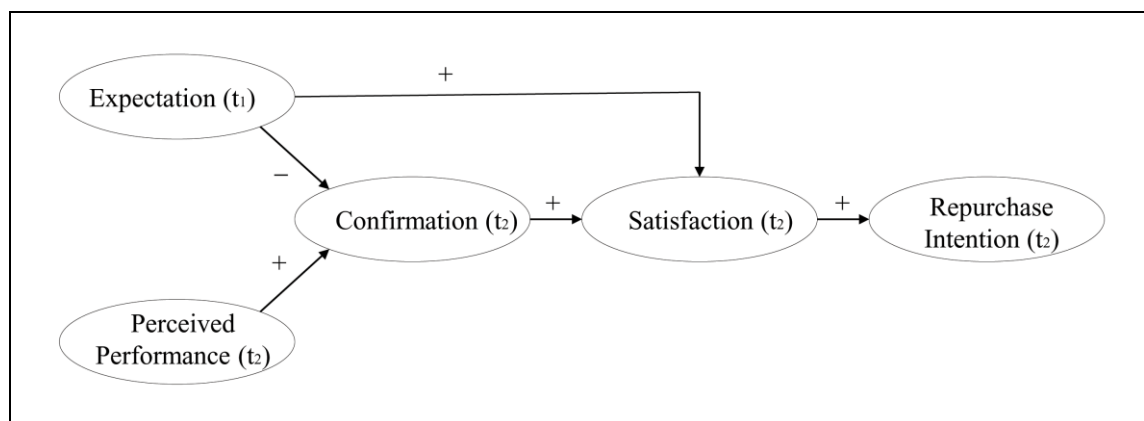 +
Expectation (t₁)
−
Confirmation (t₂)
+
Satisfaction (t₂)
+
Repurchase
Intention (t₂)
+
Perceived
Performance (t₂)